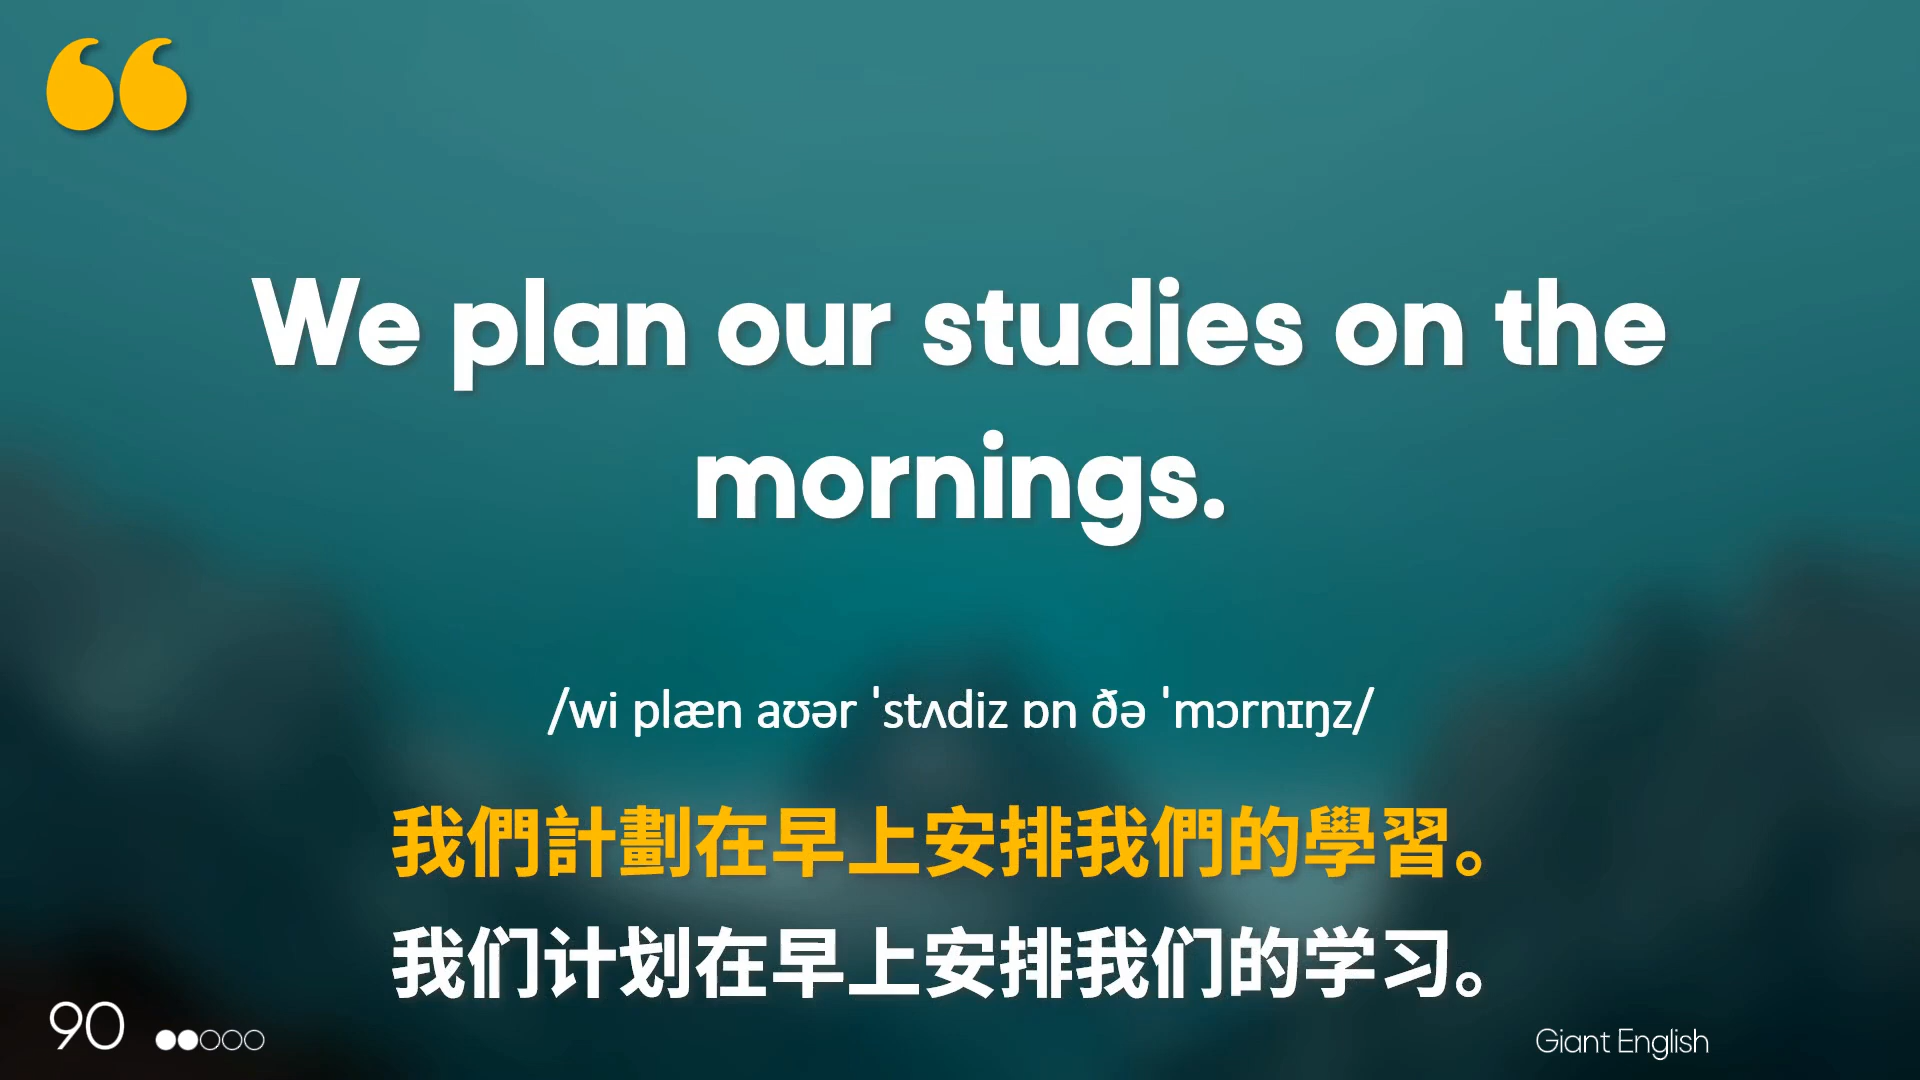 We plan our studies on the
mornings.
/wi plæn aʊər ˈstʌdiz ɒn ðə ˈmɔrnɪŋz/
我們計劃在早上安排我們的學習。
我们计划在早上安排我们的学习。
90
Giant English